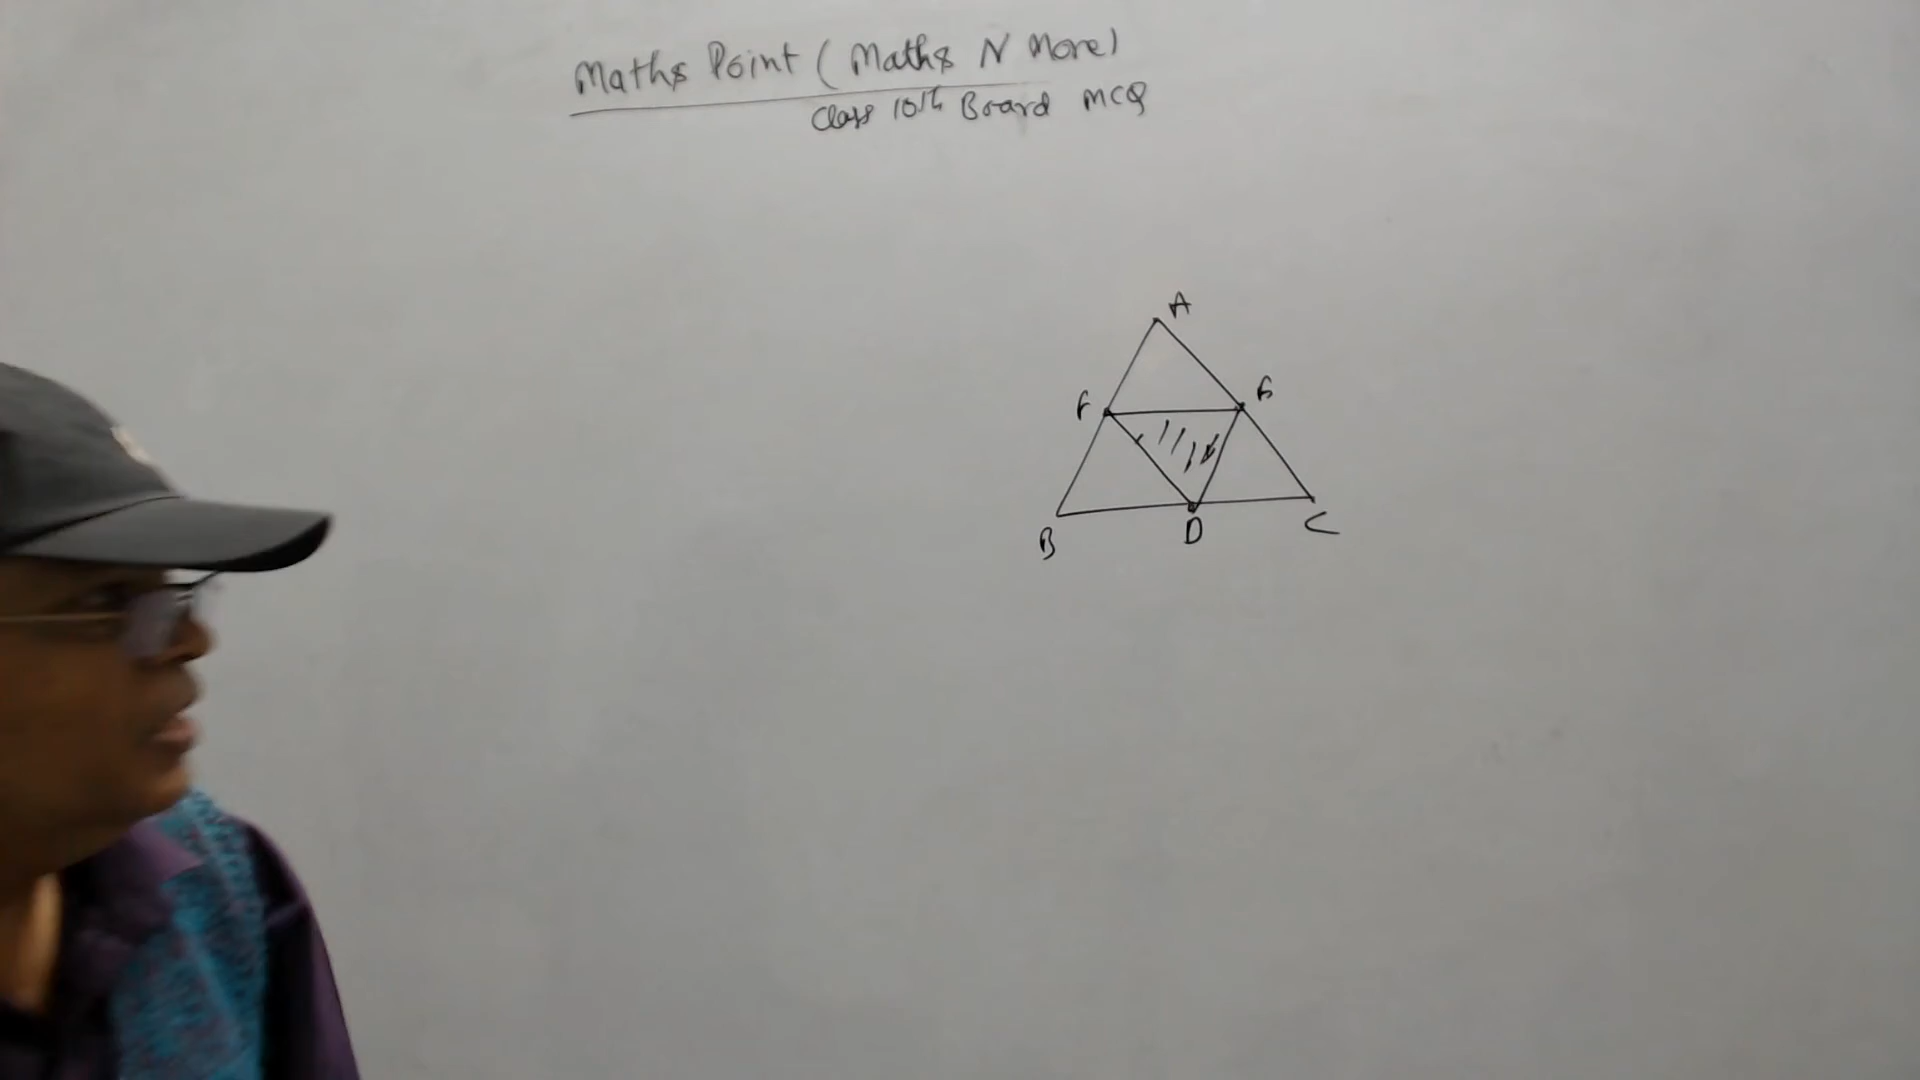 Maths Point (Maths N More)
Class 10th Board MCQ
A
F E
B D C